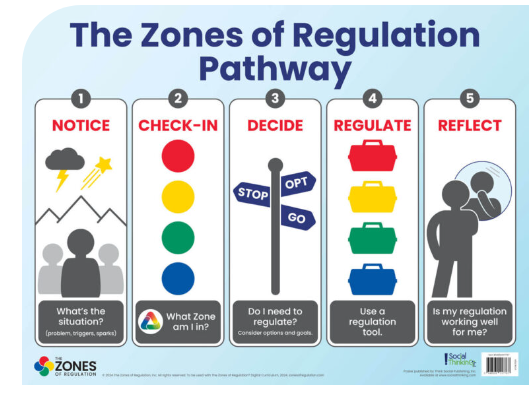 The Zones of Regulation
Pathway
1
NOTICE
What's the
situation?
(problem, triggers, sparks)
2
CHECK-IN
What Zone
am I in?
3
DECIDE
STOP
OPT
GO
Do I need to
regulate?
Consider options and goals.
4
REGULATE
Use a
regulation
tool.
5
REFLECT
Is my regulation
working well
for me?
THE
ZONES
OF REGULATION
Social
Thinking